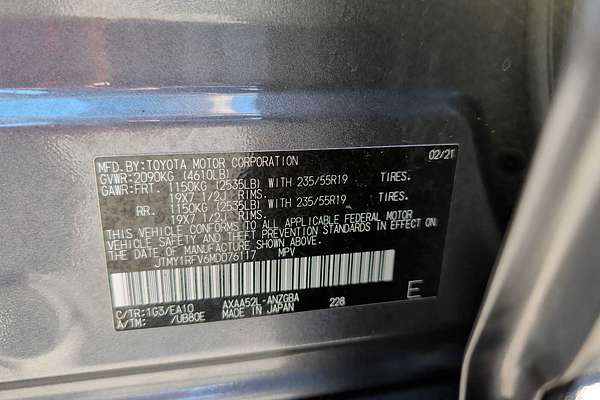 MFD.BY:TOYOTA MOTOR CORPORATION 02/21
GVWR:2090KG (4610LB)
GAWR:FRT. 1150KG (2535LB) WITH 235/55R19 TIRES.
19X7 1/2J RIMS.
RR. 1150KG (2535LB) WITH 235/55R19 TIRES.
19X7 1/2J RIMS.
THIS VEHICLE CONFORMS TO ALL APPLICABLE FEDERAL MOTOR
VEHICLE SAFETY AND THEFT PREVENTION STANDARDS IN EFFECT ON
THE DATE OF MANUFACTURE SHOWN ABOVE.
JTMY1RFV6MD076117 MPV
C/TR:1G3/EA10 AXAA52L-ANZGBA 228 E
A/TM: /UB80E MADE IN JAPAN